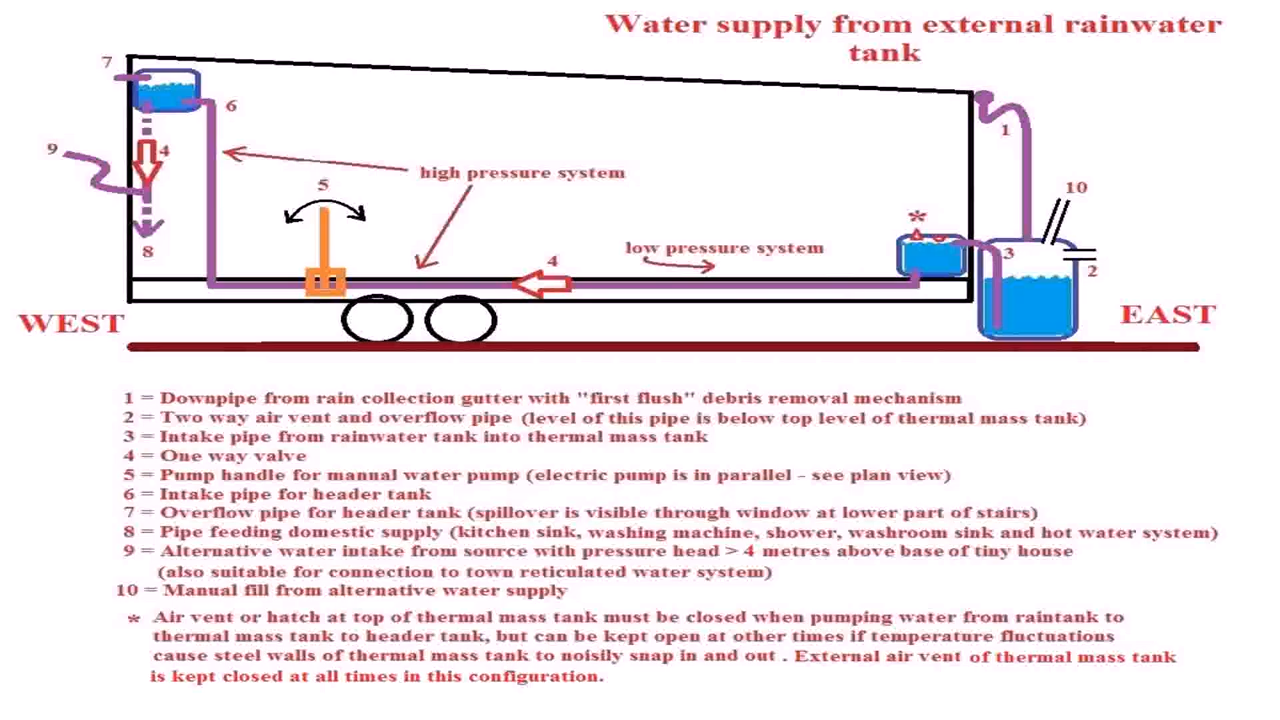 Water supply from external rainwater
tank
7
6
1
9
4
high pressure system
5
10
*
8
4
low pressure system
3
2
WEST
EAST
1 = Downpipe from rain collection gutter with "first flush" debris removal mechanism
2 = Two way air vent and overflow pipe (level of this pipe is below top level of thermal mass tank)
3 = Intake pipe from rainwater tank into thermal mass tank
4 = One way valve
5 = Pump handle for manual water pump (electric pump is in parallel - see plan view)
6 = Intake pipe for header tank
7 = Overflow pipe for header tank (spillover is visible through window at lower part of stairs)
8 = Pipe feeding domestic supply (kitchen sink, washing machine, shower, washroom sink and hot water system)
9 = Alternative water intake from source with pressure head > 4 metres above base of tiny house
(also suitable for connection to town reticulated water system)
10 = Manual fill from alternative water supply
* Air vent or hatch at top of thermal mass tank must be closed when pumping water from raintank to
thermal mass tank to header tank, but can be kept open at other times if temperature fluctuations
cause steel walls of thermal mass tank to noisily snap in and out . External air vent of thermal mass tank
is kept closed at all times in this configuration.